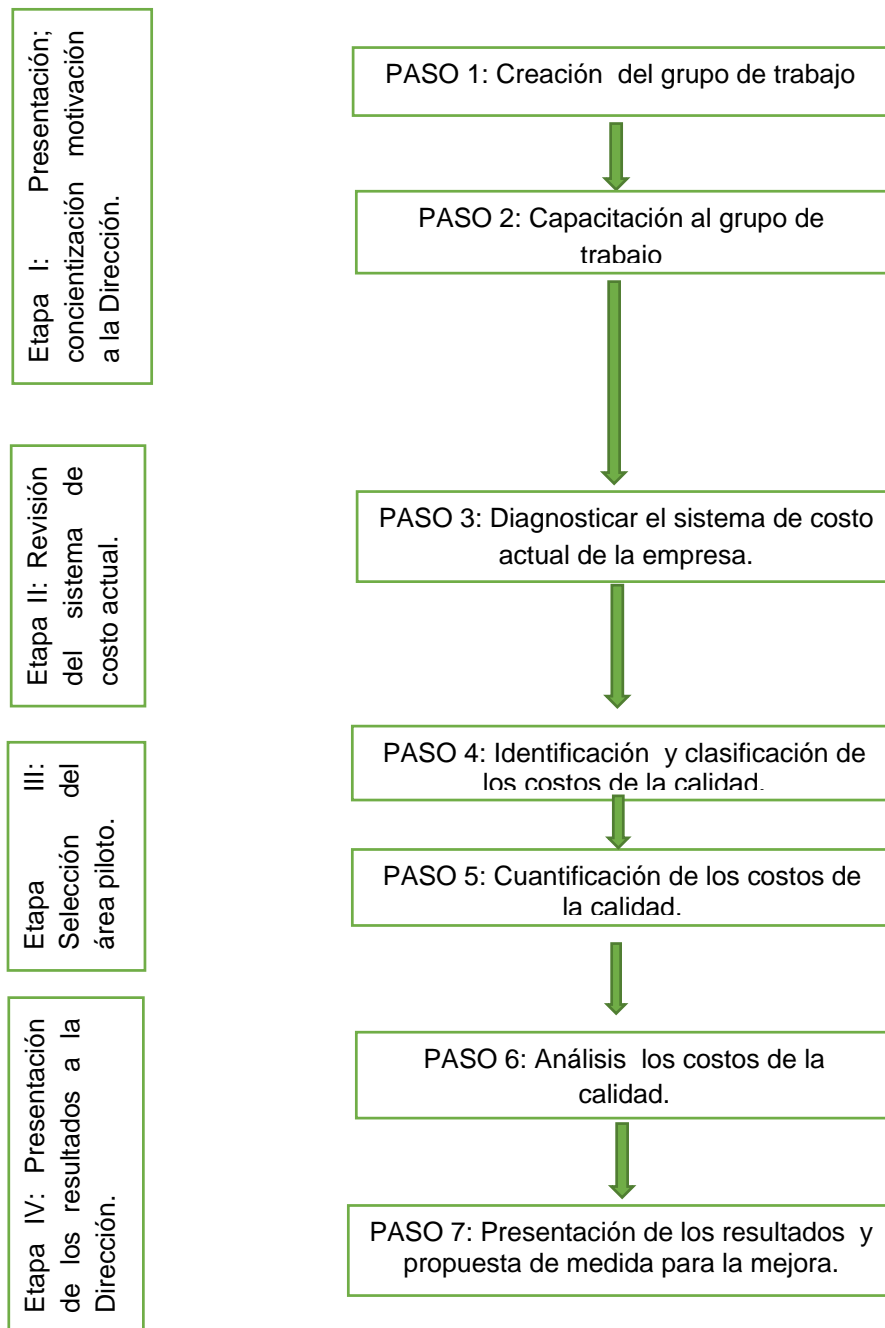 Etapa I: Presentación;
concientización motivación
a la Dirección.
PASO 1: Creación del grupo de trabajo
PASO 2: Capacitación al grupo de
trabajo
Etapa II: Revisión
del sistema de
costo actual.
PASO 3: Diagnosticar el sistema de costo
actual de la empresa.
Etapa III:
Selección del
área piloto.
PASO 4: Identificación y clasificación de
los costos de la calidad.
PASO 5: Cuantificación de los costos de
la calidad.
Etapa IV: Presentación
de los resultados a la
Dirección.
PASO 6: Análisis los costos de la
calidad.
PASO 7: Presentación de los resultados y
propuesta de medida para la mejora.